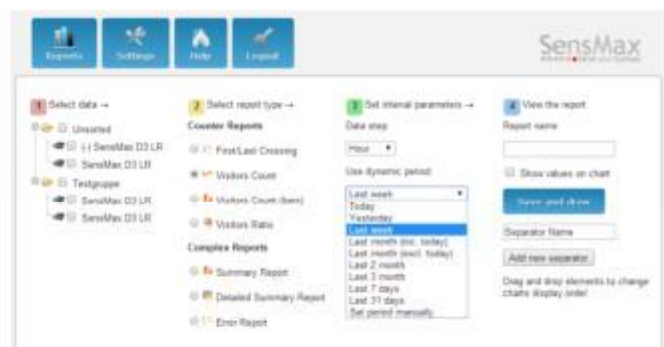 Reports
Settings
Help
Logout
SensMax
1 Select data →
Unsorted
(-) SensMax D3 LR
SensMax D3 LR
Testgruppe
SensMax D3 LR
SensMax D3 LR
2 Select report type →
Counter Reports
First/Last Crossing
Visitors Count
Visitors Count (bars)
Visitors Ratio
Complex Reports
Summary Report
Detailed Summary Report
Error Report
3 Set interval parameters →
Data step
Hour
Use dynamic period
Last week
Today
Yesterday
Last week
Last month (inc. today)
Last month (excl. today)
Last 2 month
Last 3 month
Last 7 days
Last 31 days
Set period manually
4 View the report
Report name
Show values on chart
Save and draw
Separator Name
Add new separator
Drag and drop elements to change
charts display order